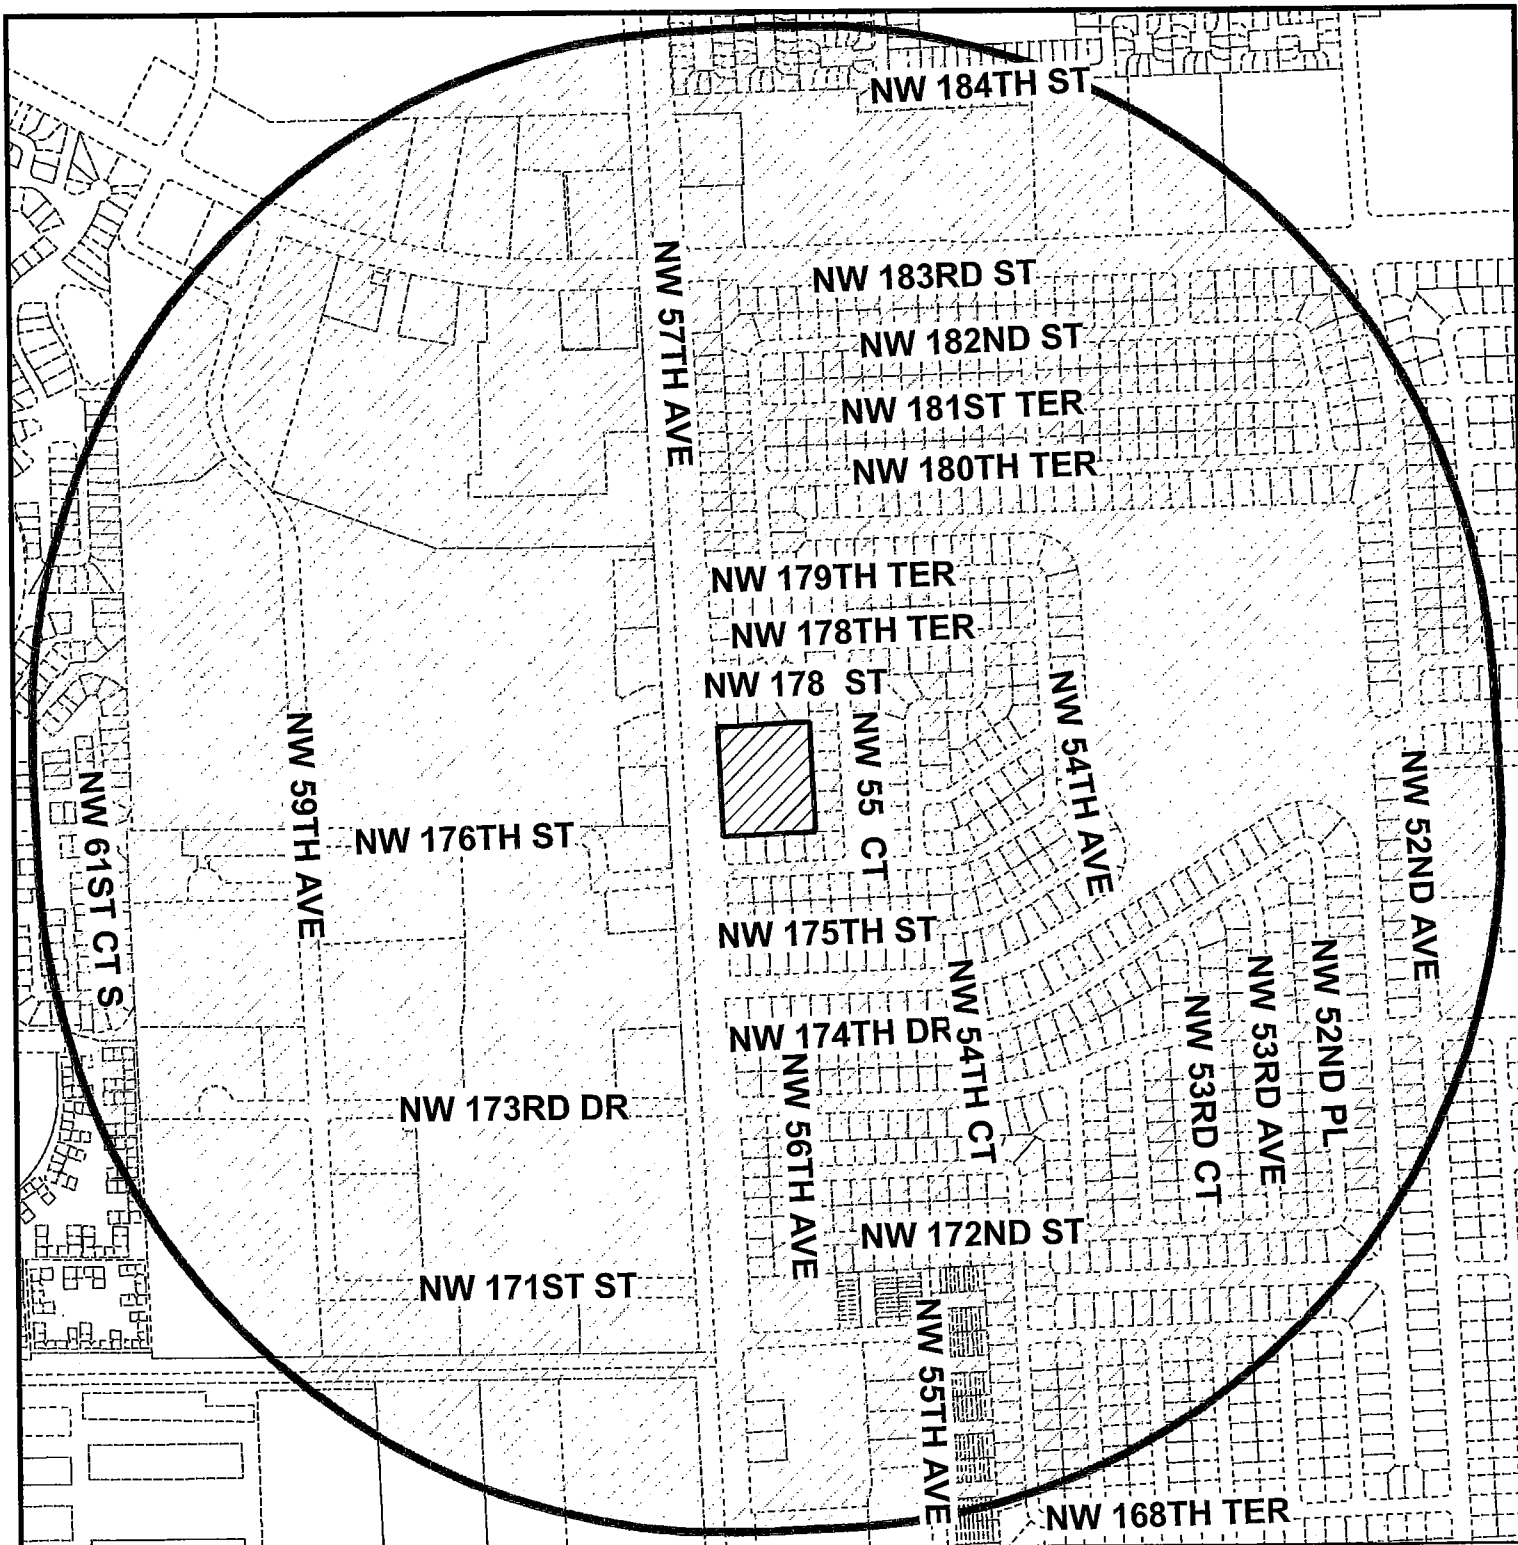 NW 184TH ST
NW 57TH AVE
NW 183RD ST
NW 182ND ST
NW 181ST TER
NW 180TH TER
NW 179TH TER
NW 178TH TER
NW 178 ST
NW 54TH AVE
NW 55 CT
NW 59TH AVE
NW 61ST CT S
NW 52ND AVE
NW 176TH ST
NW 175TH ST
NW 54TH CT
NW 52ND PL
NW 53RD AVE
NW 53RD CT
NW 174TH DR
NW 56TH AVE
NW 173RD DR
NW 172ND ST
NW 171ST ST
NW 55TH AVE
NW 168TH TER